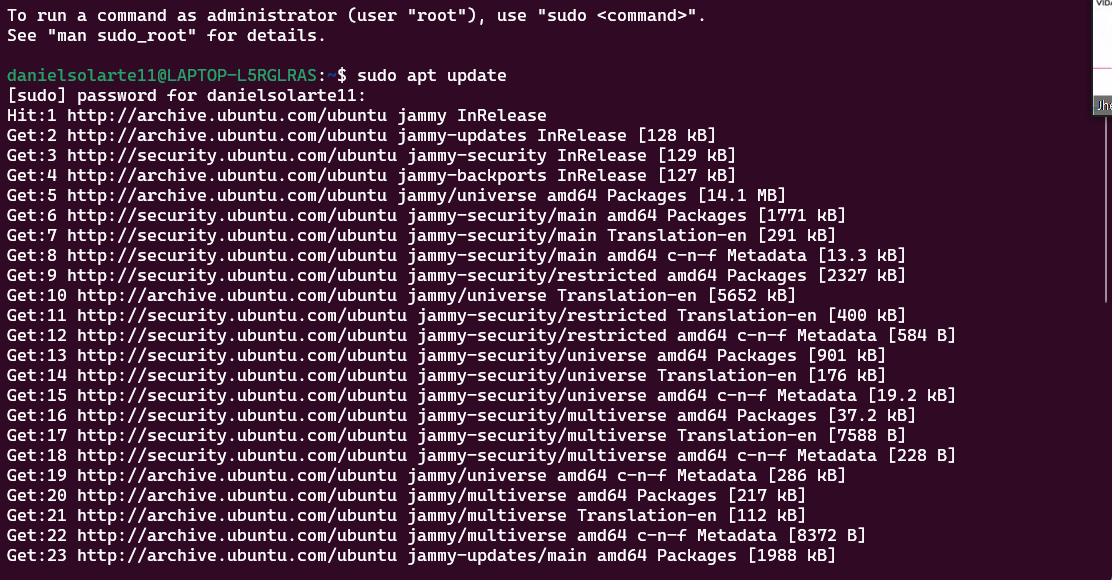 To run a command as administrator (user "root"), use "sudo <command>".
See "man sudo_root" for details.
danielsolarte11@LAPTOP-L5RGLRAS:~$ sudo apt update
[sudo] password for danielsolarte11:
Hit:1 http://archive.ubuntu.com/ubuntu jammy InRelease
Get:2 http://archive.ubuntu.com/ubuntu jammy-updates InRelease [128 kB]
Get:3 http://security.ubuntu.com/ubuntu jammy-security InRelease [129 kB]
Get:4 http://archive.ubuntu.com/ubuntu jammy-backports InRelease [127 kB]
Get:5 http://archive.ubuntu.com/ubuntu jammy/universe amd64 Packages [14.1 MB]
Get:6 http://security.ubuntu.com/ubuntu jammy-security/main amd64 Packages [1771 kB]
Get:7 http://security.ubuntu.com/ubuntu jammy-security/main Translation-en [291 kB]
Get:8 http://security.ubuntu.com/ubuntu jammy-security/main amd64 c-n-f Metadata [13.3 kB]
Get:9 http://security.ubuntu.com/ubuntu jammy-security/restricted amd64 Packages [2327 kB]
Get:10 http://archive.ubuntu.com/ubuntu jammy/universe Translation-en [5652 kB]
Get:11 http://security.ubuntu.com/ubuntu jammy-security/restricted Translation-en [400 kB]
Get:12 http://security.ubuntu.com/ubuntu jammy-security/restricted amd64 c-n-f Metadata [584 B]
Get:13 http://security.ubuntu.com/ubuntu jammy-security/universe amd64 Packages [901 kB]
Get:14 http://security.ubuntu.com/ubuntu jammy-security/universe Translation-en [176 kB]
Get:15 http://security.ubuntu.com/ubuntu jammy-security/universe amd64 c-n-f Metadata [19.2 kB]
Get:16 http://security.ubuntu.com/ubuntu jammy-security/multiverse amd64 Packages [37.2 kB]
Get:17 http://security.ubuntu.com/ubuntu jammy-security/multiverse Translation-en [7588 B]
Get:18 http://security.ubuntu.com/ubuntu jammy-security/multiverse amd64 c-n-f Metadata [228 B]
Get:19 http://archive.ubuntu.com/ubuntu jammy/universe amd64 c-n-f Metadata [286 kB]
Get:20 http://archive.ubuntu.com/ubuntu jammy/multiverse amd64 Packages [217 kB]
Get:21 http://archive.ubuntu.com/ubuntu jammy/multiverse Translation-en [112 kB]
Get:22 http://archive.ubuntu.com/ubuntu jammy/multiverse amd64 c-n-f Metadata [8372 B]
Get:23 http://archive.ubuntu.com/ubuntu jammy-updates/main amd64 Packages [1988 kB]